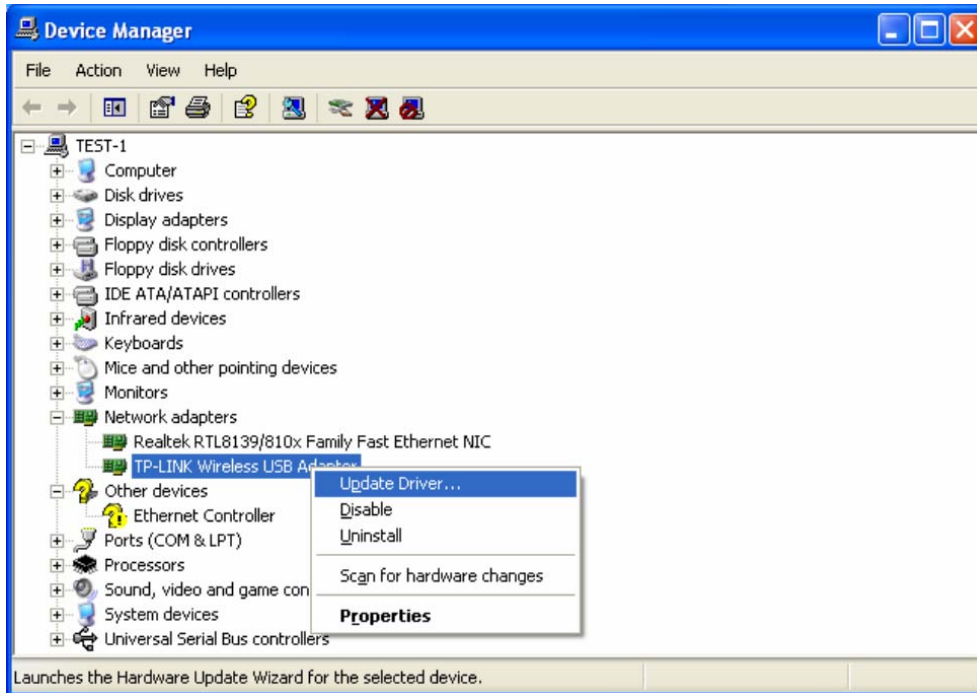 Device Manager
File Action View Help
TEST-1
Computer
Disk drives
Display adapters
Floppy disk controllers
Floppy disk drives
IDE ATA/ATAPI controllers
Infrared devices
Keyboards
Mice and other pointing devices
Monitors
Network adapters
Realtek RTL8139/810x Family Fast Ethernet NIC
TP-LINK Wireless USB Adapter
Other devices
Ethernet Controller
Ports (COM & LPT)
Processors
Sound, video and game con
System devices
Universal Serial Bus controllers
Update Driver...
Disable
Uninstall
Scan for hardware changes
Properties
Launches the Hardware Update Wizard for the selected device.